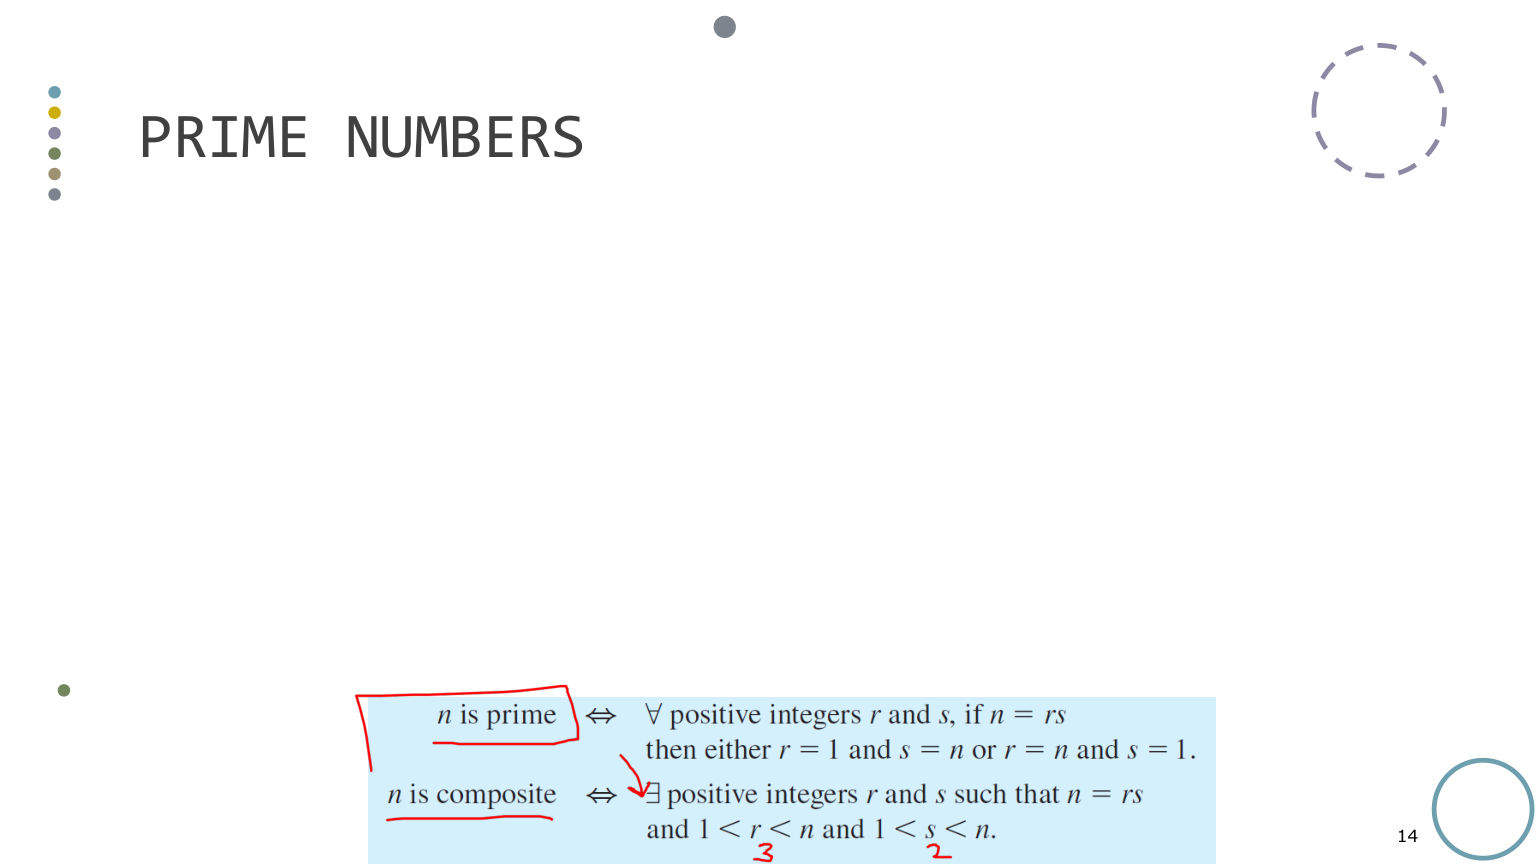 PRIME NUMBERS
n is prime ⇔ ∀ positive integers r and s, if n = rs
then either r = 1 and s = n or r = n and s = 1.
n is composite ⇔ ∃ positive integers r and s such that n = rs
and 1 < r < n and 1 < s < n.
3 2
14